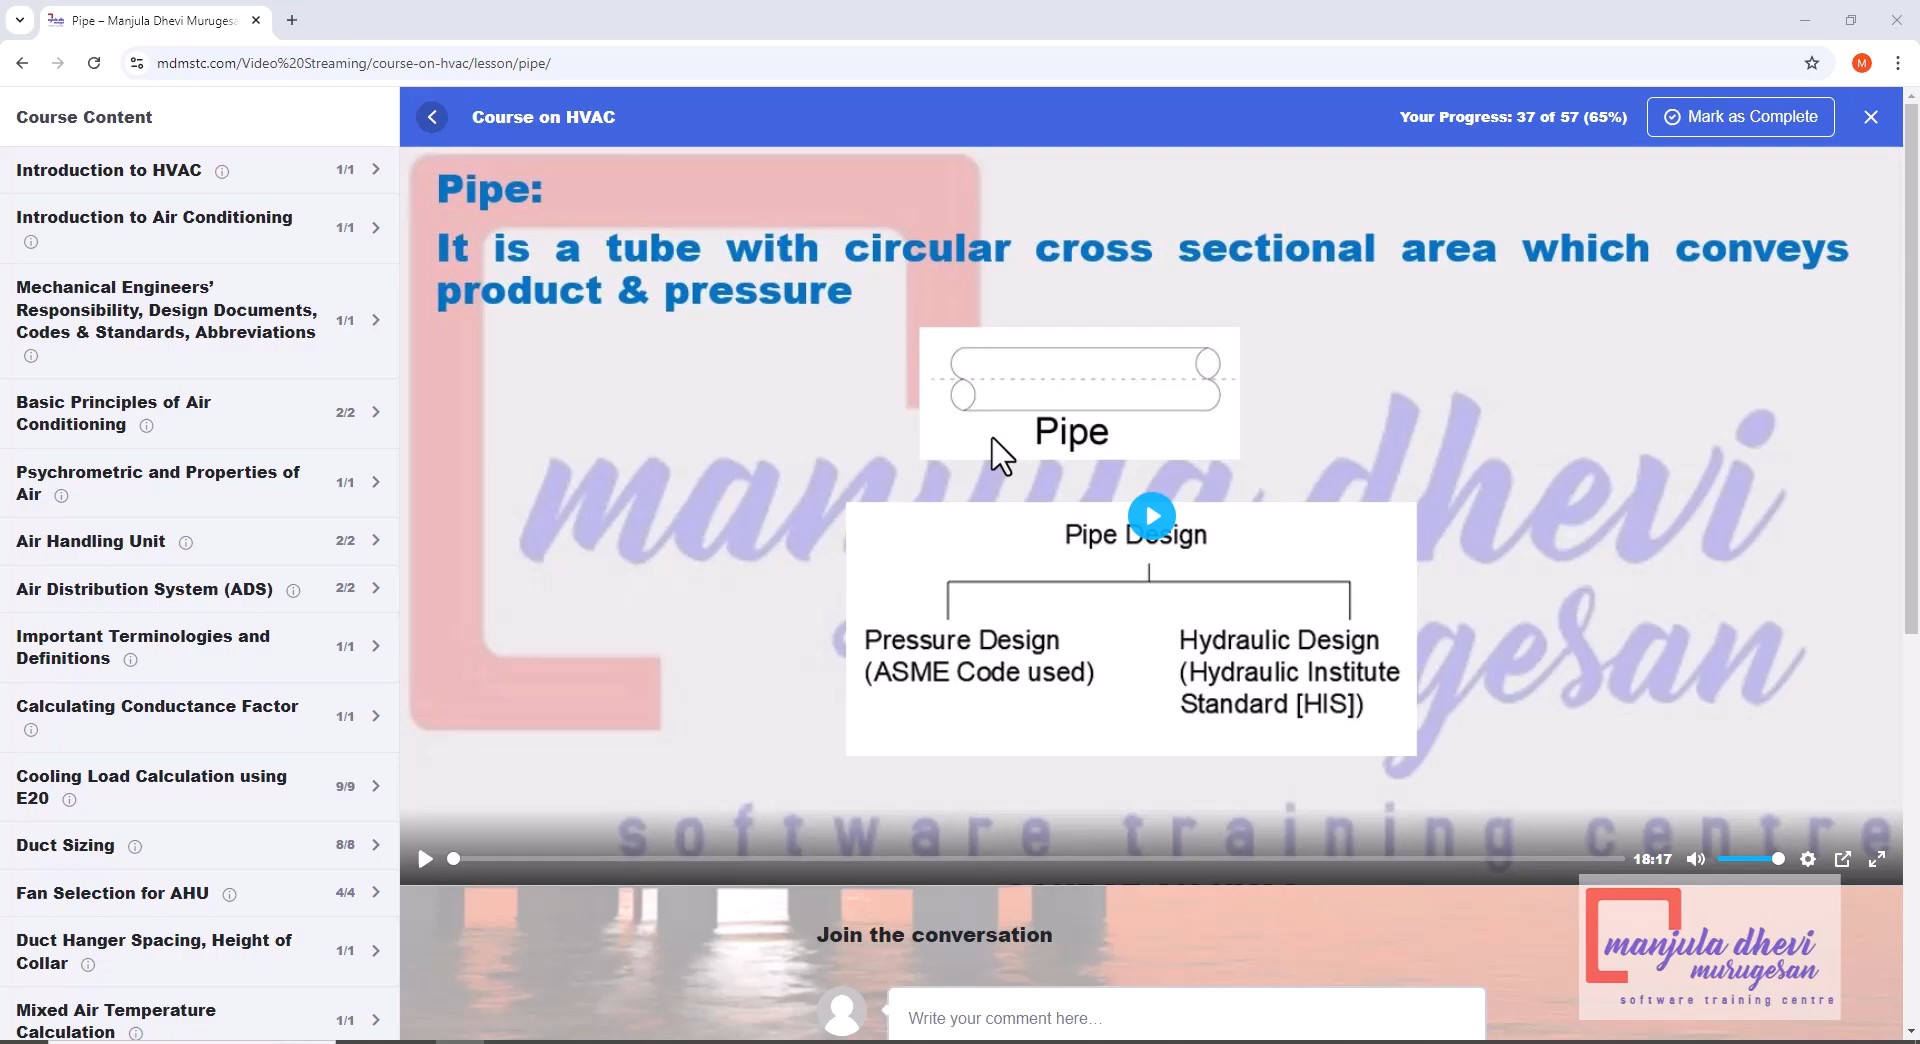 Pipe – Manjula Dhevi Muruges
mdmstc.com/Video%20Streaming/course-on-hvac/lesson/pipe/
M
Course Content
Introduction to HVAC 1/1
Introduction to Air Conditioning 1/1
Mechanical Engineers’
Responsibility, Design Documents,
Codes & Standards, Abbreviations 1/1
Basic Principles of Air
Conditioning 2/2
Psychrometric and Properties of
Air 1/1
Air Handling Unit 2/2
Air Distribution System (ADS) 2/2
Important Terminologies and
Definitions 1/1
Calculating Conductance Factor 1/1
Cooling Load Calculation using
E20 9/9
Duct Sizing 8/8
Fan Selection for AHU 4/4
Duct Hanger Spacing, Height of
Collar 1/1
Mixed Air Temperature
Calculation 1/1
Course on HVAC
Your Progress: 37 of 57 (65%)
Mark as Complete
Pipe:
It is a tube with circular cross sectional area which conveys
product & pressure
Pipe
Pipe Design
Pressure Design
(ASME Code used)
Hydraulic Design
(Hydraulic Institute
Standard [HIS])
manjula dhevi
murugesan
software training centre
18:17
Join the conversation
Write your comment here...
manjula dhevi
murugesan
software training centre